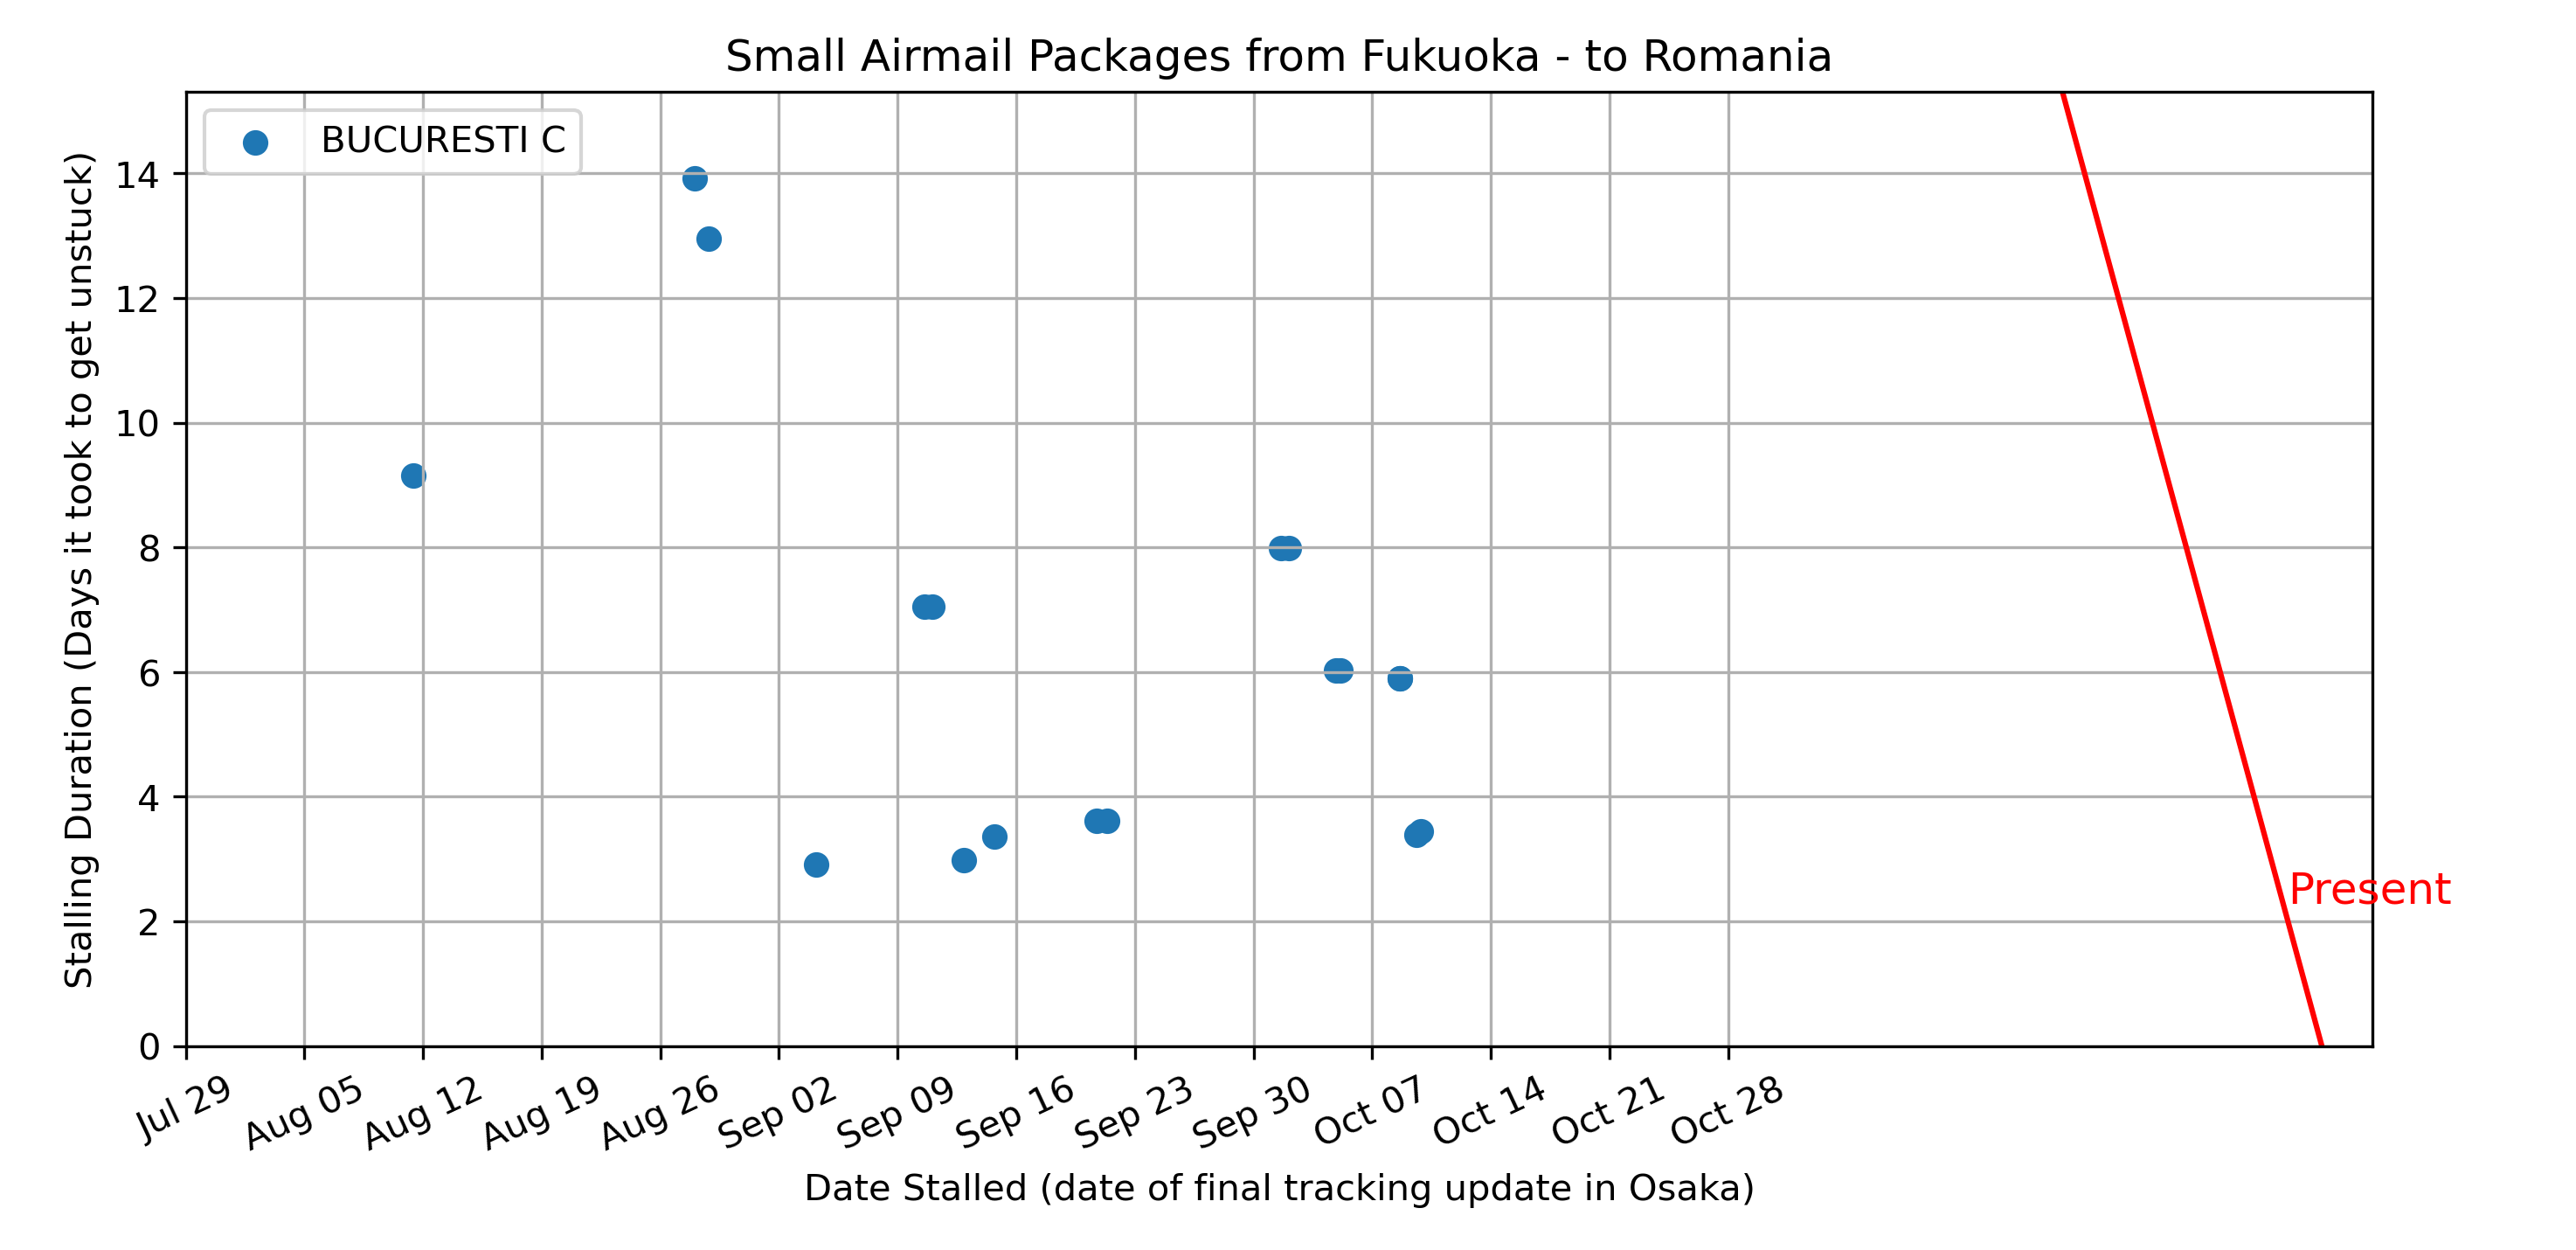 Small Airmail Packages from Fukuoka - to Romania
BUCURESTI C
Stalling Duration (Days it took to get unstuck)
14
12
10
8
6
4
2
0
Present
Jul 29
Aug 05
Aug 12
Aug 19
Aug 26
Sep 02
Sep 09
Sep 16
Sep 23
Sep 30
Oct 07
Oct 14
Oct 21
Oct 28
Date Stalled (date of final tracking update in Osaka)